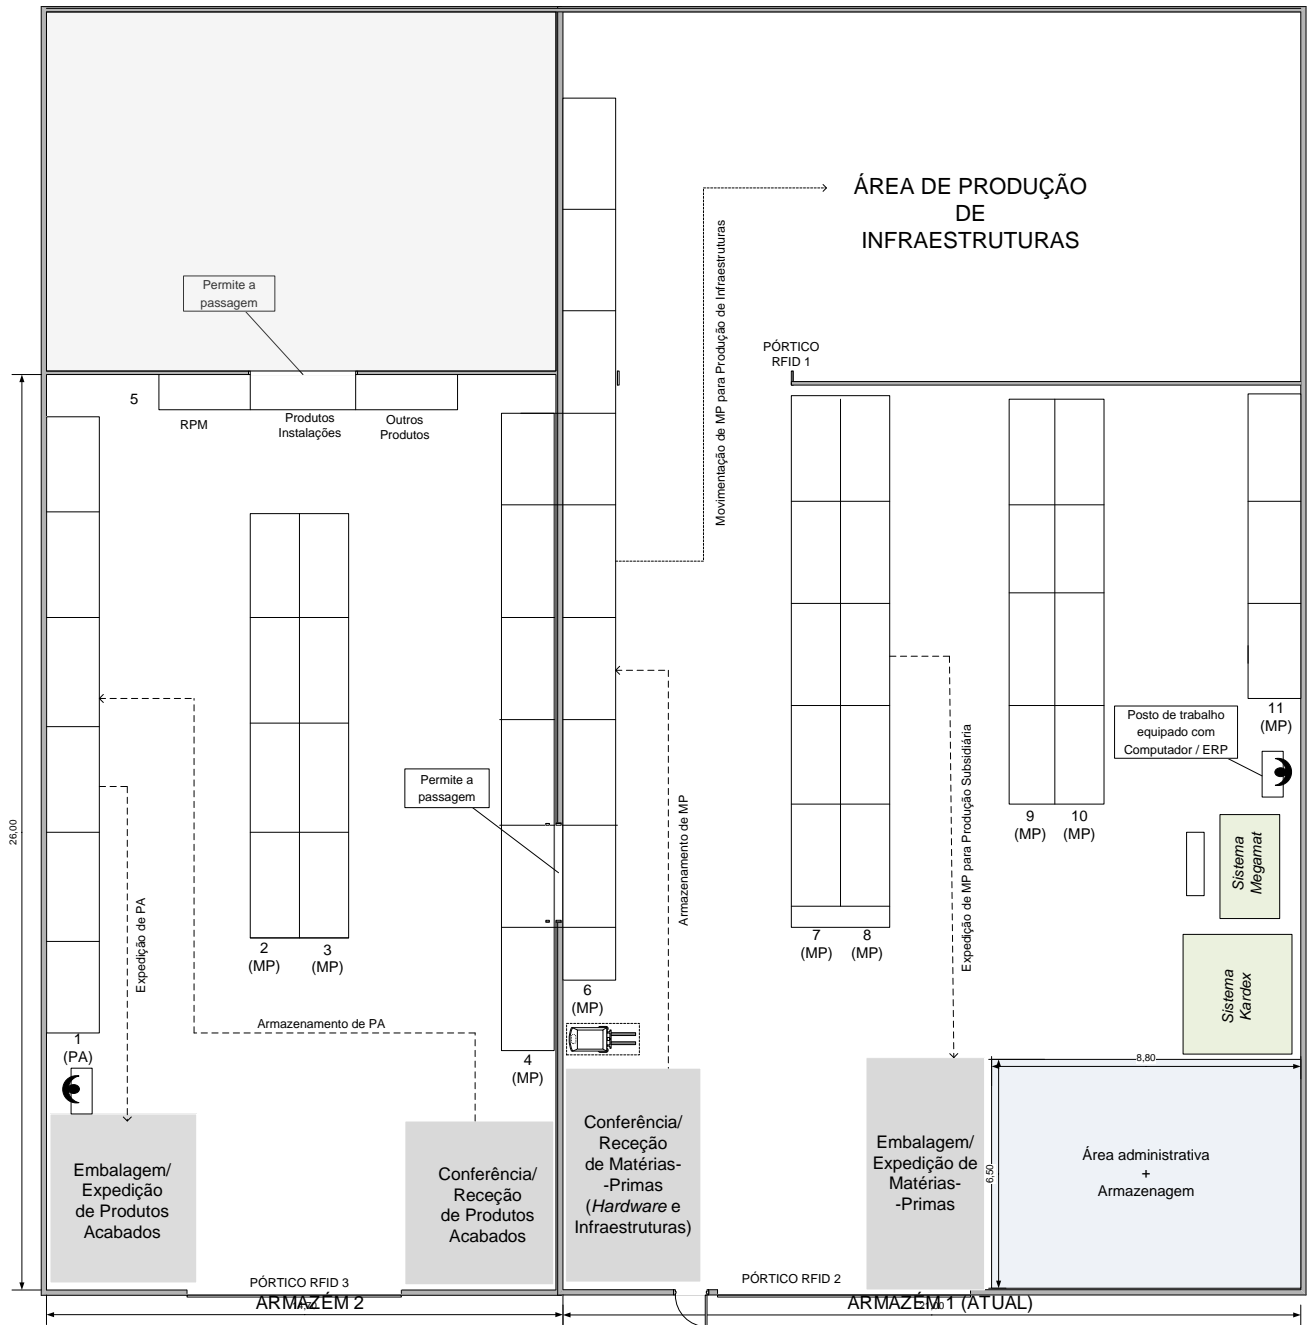 ÁREA DE PRODUÇÃO
DE
INFRAESTRUTURAS
Permite a
passagem
Movimentação de MP para Produção de Infraestruturas
PÓRTICO
RFID 1
5
RPM
Produtos
Instalações
Outros
Produtos
11
(MP)
Posto de trabalho
equipado com
Computador / ERP
Permite a
passagem
26,00
Armazenamento de MP
Expedição de MP para Produção Subsidiária
9
(MP)
10
(MP)
Sistema
Megamat
Expedição de PA
2
(MP)
3
(MP)
7
(MP)
8
(MP)
Sistema
Kardex
6
(MP)
Armazenamento de PA
1
(PA)
4
(MP)
8,80
Embalagem/
Expedição
de Produtos
Acabados
Conferência/
Receção
de Produtos
Acabados
Conferência/
Receção
de Matérias-
-Primas
(Hardware e
Infraestruturas)
Embalagem/
Expedição de
Matérias-
-Primas
6,50
Área administrativa
+
Armazenagem
PÓRTICO RFID 3
PÓRTICO RFID 2
ARMAZÉM 2
ARMAZÉM 1 (ATUAL)